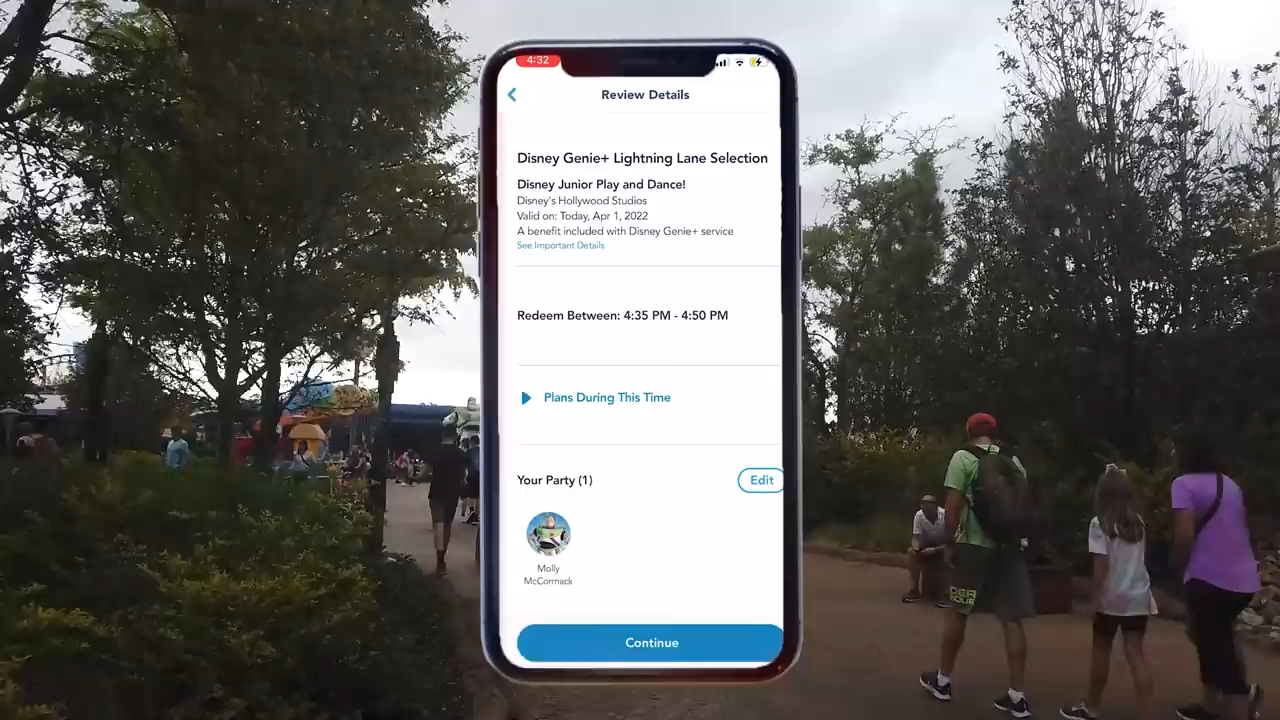 4:32
Review Details
Disney Genie+ Lightning Lane Selection
Disney Junior Play and Dance!
Disney's Hollywood Studios
Valid on: Today, Apr 1, 2022
A benefit included with Disney Genie+ service
See Important Details
Redeem Between: 4:35 PM - 4:50 PM
Plans During This Time
Your Party (1)
Edit
Molly
McCormack
Continue